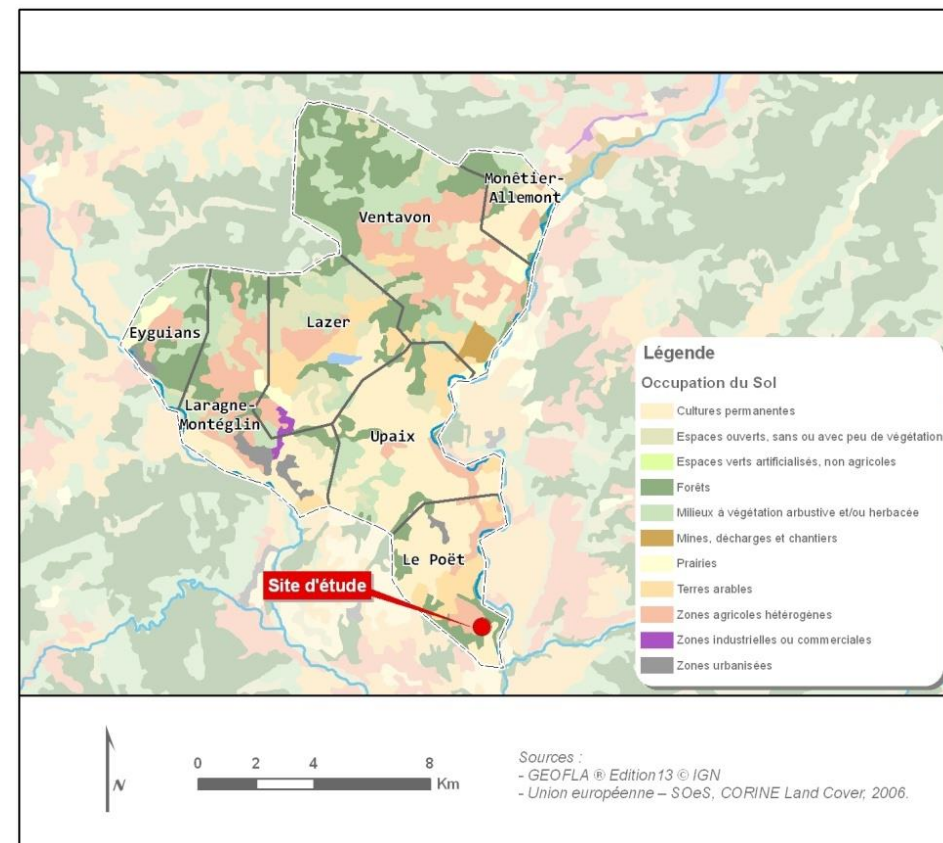 Monêtier-
Allemont
Ventavon
Lazer
Eyguians
Laragne-
Montéglin
Upaix
Le Poët
Site d'étude
Légende
Occupation du Sol
Cultures permanentes
Espaces ouverts, sans ou avec peu de végétation
Espaces verts artificialisés, non agricoles
Forêts
Milieux à végétation arbustive et/ou herbacée
Mines, décharges et chantiers
Prairies
Terres arables
Zones agricoles hétérogènes
Zones industrielles ou commerciales
Zones urbanisées
N
0 2 4 8
Km
Sources :
- GEOFLA ® Edition13 © IGN
- Union européenne – SOeS, CORINE Land Cover, 2006.